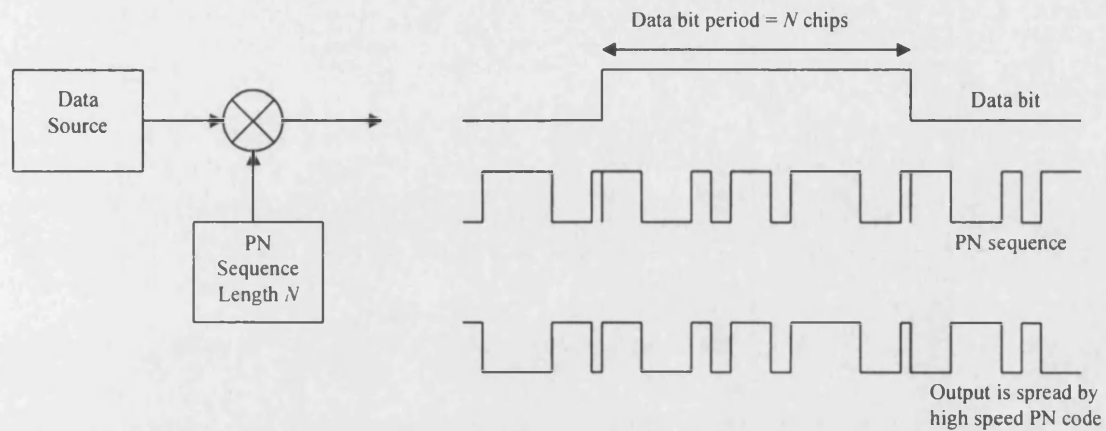 Data bit period = N chips
Data
Source
Data bit
PN
Sequence
Length N
PN sequence
Output is spread by
high speed PN code